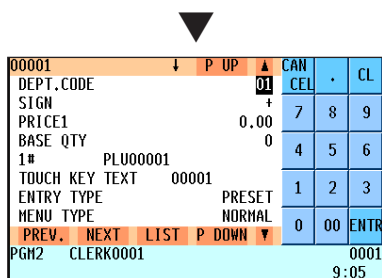 00001 ↓ P UP ▲ CAN CEL . CL
DEPT.CODE 01
SIGN +
PRICE1 0.00
7 8 9
BASE QTY 0
1# PLU00001
4 5 6
TOUCH KEY TEXT 00001
ENTRY TYPE PRESET
1 2 3
MENU TYPE NORMAL
0 00 ENTR
PREV. NEXT LIST P DOWN ▼
PGM2 CLERK0001 0001
9:05